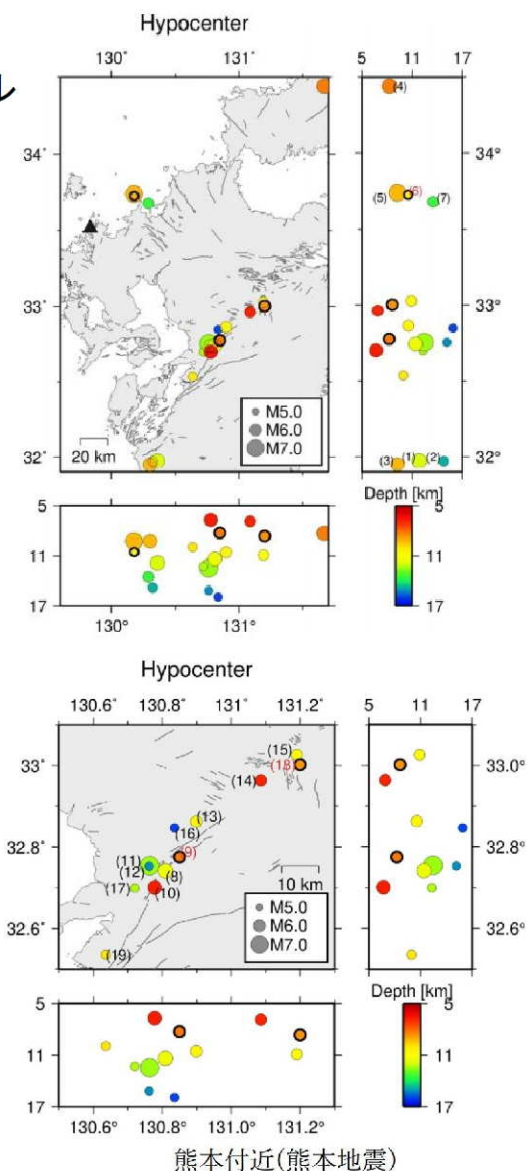 Hypocenter
130° 131°
5 11 17
ル
(4)
34° 34°
(5) (6) (7)
33° 33°
M5.0
M6.0
M7.0
20 km
32° 32°
(3) (1) (2)
Depth [km]
5
11
17
5
11
17
130° 131°
Hypocenter
130.6° 130.8° 131.0° 131.2°
5 11 17
(15)
33° (18) 33.0°
(14)
(13)
(16)
(9)
32.8° (11) 32.8°
(12) (8)
(17) (10)
10 km
M5.0
M6.0
M7.0
32.6° 32.6°
(19)
Depth [km]
5
11
17
5
11
17
130.6° 130.8° 131.0° 131.2°
熊本付近(熊本地震)